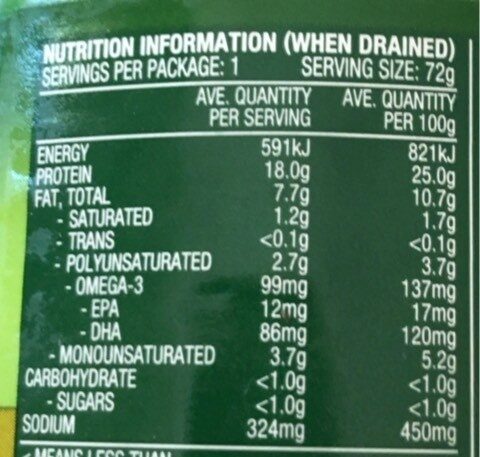 NUTRITION INFORMATION (WHEN DRAINED)
SERVINGS PER PACKAGE: 1 SERVING SIZE: 72g
AVE. QUANTITY AVE. QUANTITY
PER SERVING PER 100g
ENERGY 591kJ 821kJ
PROTEIN 18.0g 25.0g
FAT, TOTAL 7.7g 10.7g
- SATURATED 1.2g 1.7g
- TRANS <0.1g <0.1g
- POLYUNSATURATED 2.7g 3.7g
- OMEGA-3 99mg 137mg
- EPA 12mg 17mg
- DHA 86mg 120mg
- MONOUNSATURATED 3.7g 5.2g
CARBOHYDRATE <1.0g <1.0g
- SUGARS <1.0g <1.0g
SODIUM 324mg 450mg
< MEANS LESS THAN